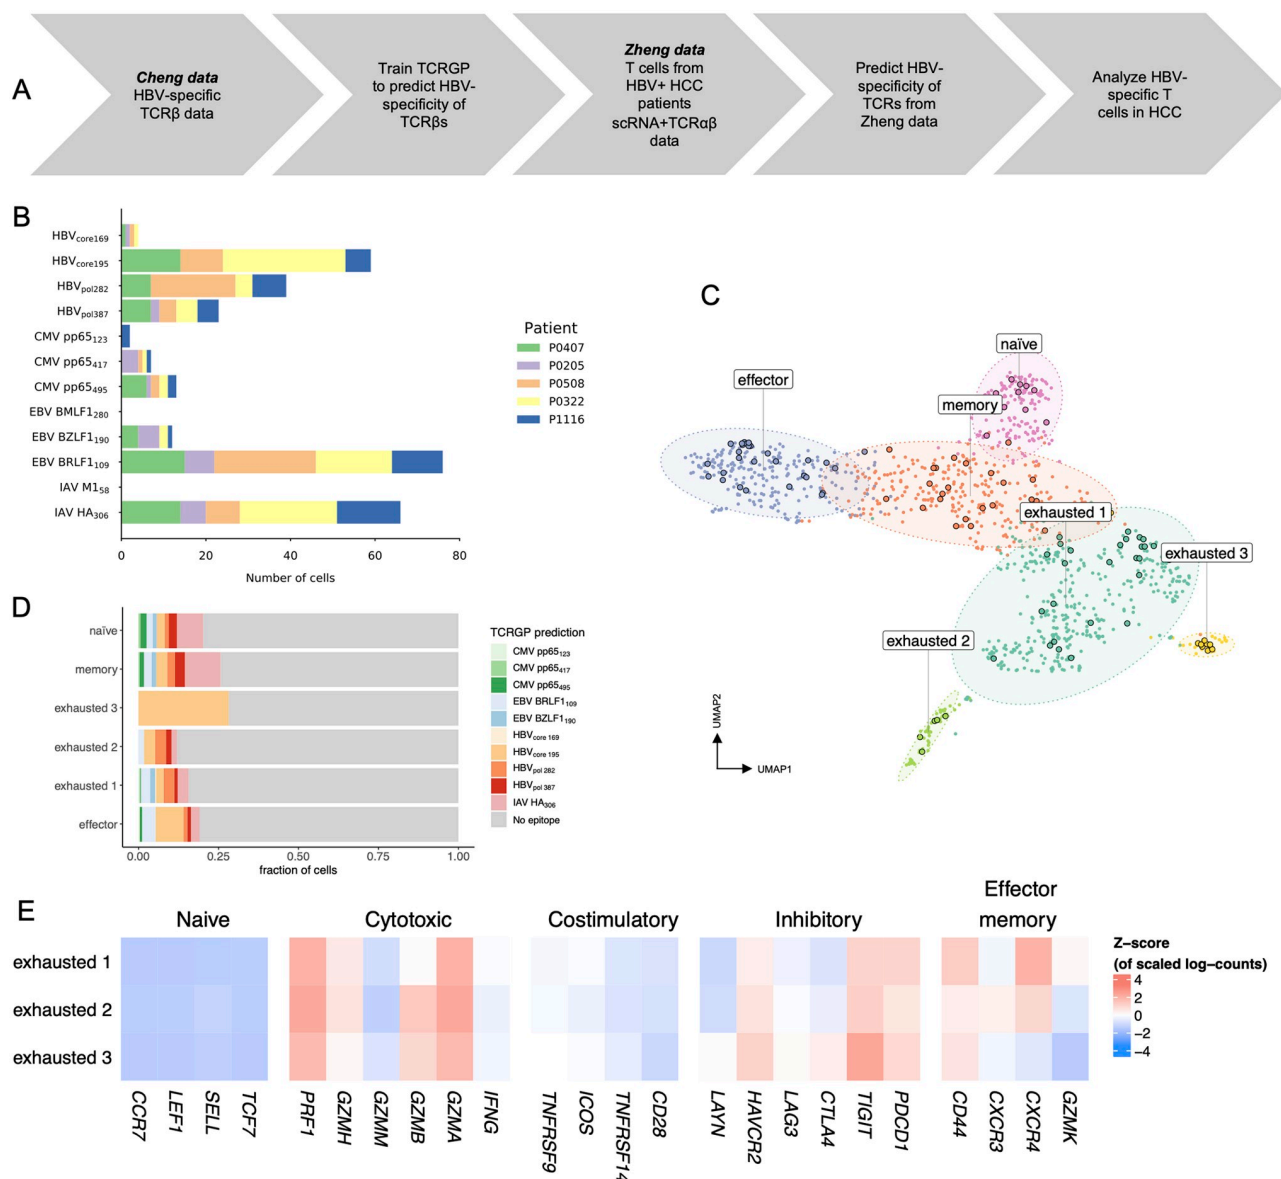 A
Cheng data
HBV-specific
TCRβ data
Train TCRGP
to predict HBV-
specificity of
TCRβs
Zheng data
T cells from
HBV+ HCC
patients
scRNA+TCRαβ
data
Predict HBV-
specificity of
TCRs from
Zheng data
Analyze HBV-
specific T
cells in HCC
B
HBVcore169
HBVcore195
HBVpol282
HBVpol387
CMV pp65123
CMV pp65417
CMV pp65495
EBV BMLF1280
EBV BZLF1190
EBV BRLF1109
IAV M158
IAV HA306
0 20 40 60 80
Number of cells
Patient
P0407
P0205
P0508
P0322
P1116
C
naïve
effector
memory
exhausted 1
exhausted 3
exhausted 2
UMAP2
UMAP1
D
naïve
memory
exhausted 3
exhausted 2
exhausted 1
effector
0.00 0.25 0.50 0.75 1.00
fraction of cells
TCRGP prediction
CMV pp65123
CMV pp65417
CMV pp65495
EBV BRLF1109
EBV BZLF1190
HBVcore 169
HBVcore 195
HBVpol 282
HBVpol 387
IAV HA306
No epitope
E
Naive
Cytotoxic
Costimulatory
Inhibitory
Effector
memory
exhausted 1
exhausted 2
exhausted 3
CCR7
LEF1
SELL
TCF7
PRF1
GZMH
GZMM
GZMB
GZMA
IFNG
TNFRSF9
ICOS
TNFRSF14
CD28
LAYN
HAVCR2
LAG3
CTLA4
TIGIT
PDCD1
CD44
CXCR3
CXCR4
GZMK
Z−score
(of scaled log−counts)
4
2
0
−2
−4